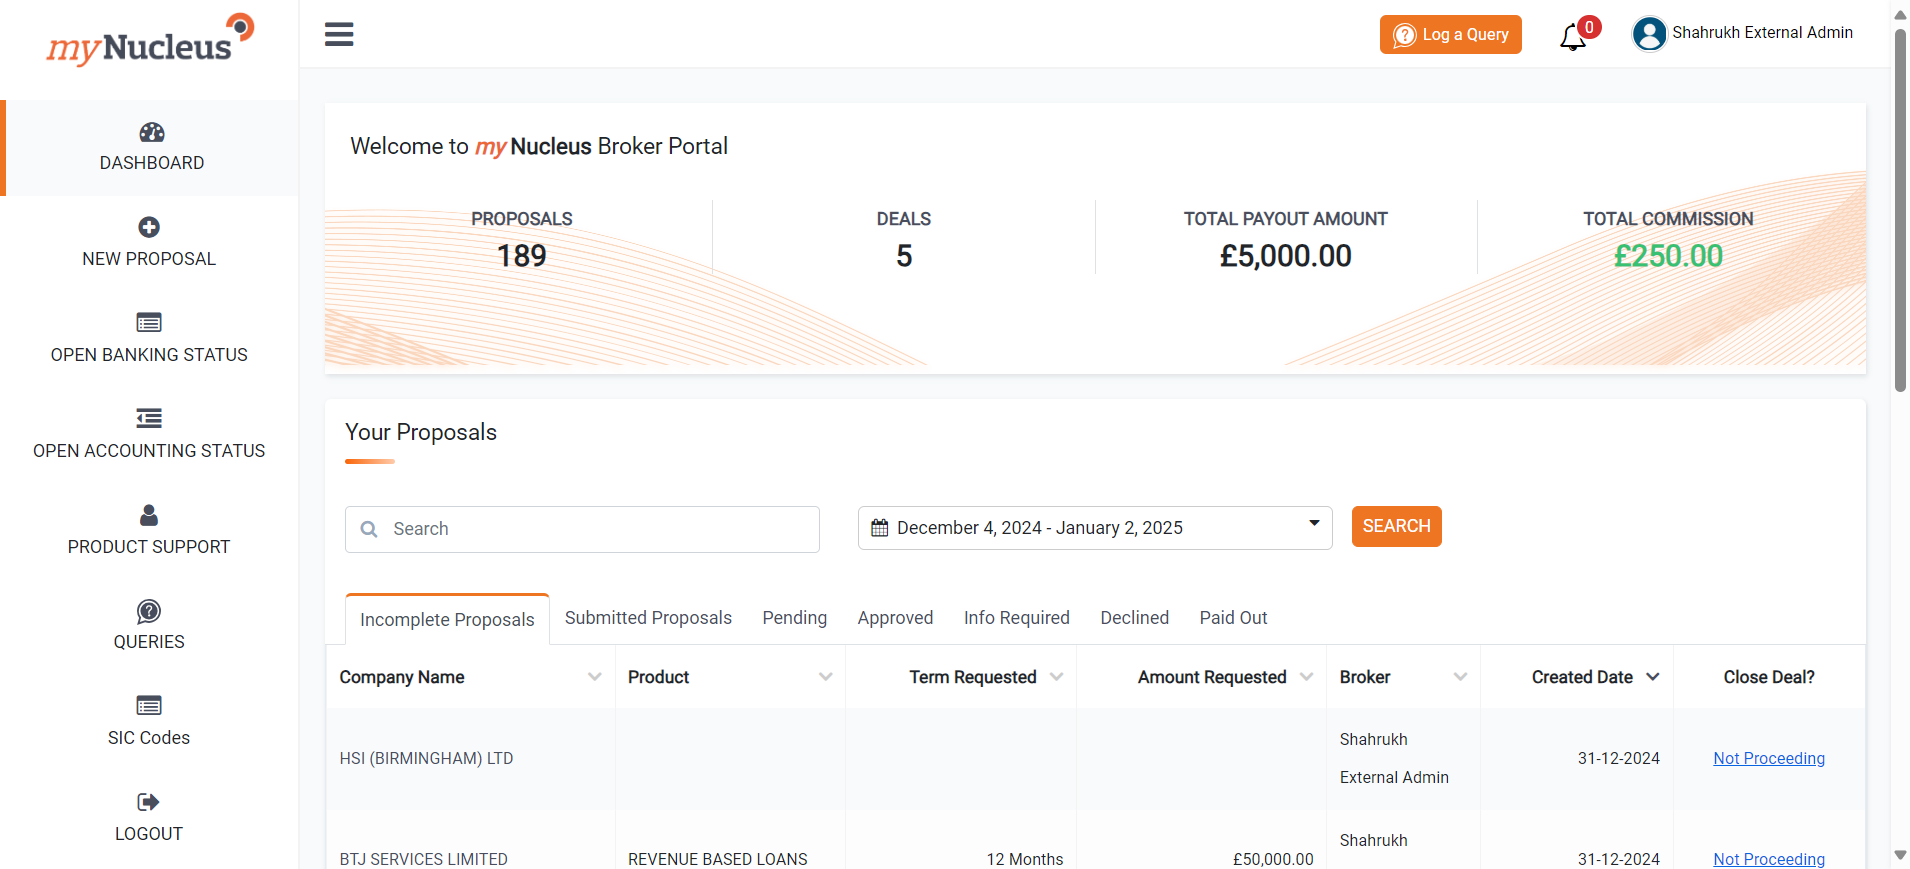 myNucleus
Log a Query
0
Shahrukh External Admin
DASHBOARD
NEW PROPOSAL
OPEN BANKING STATUS
OPEN ACCOUNTING STATUS
PRODUCT SUPPORT
QUERIES
SIC Codes
LOGOUT
Welcome to my Nucleus Broker Portal
PROPOSALS
189
DEALS
5
TOTAL PAYOUT AMOUNT
£5,000.00
TOTAL COMMISSION
£250.00
Your Proposals
Search
December 4, 2024 - January 2, 2025
SEARCH
Incomplete Proposals Submitted Proposals Pending Approved Info Required Declined Paid Out
Company Name Product Term Requested Amount Requested Broker Created Date Close Deal?
HSI (BIRMINGHAM) LTD Shahrukh External Admin 31-12-2024 Not Proceeding
BTJ SERVICES LIMITED REVENUE BASED LOANS 12 Months £50,000.00 Shahrukh 31-12-2024 Not Proceeding